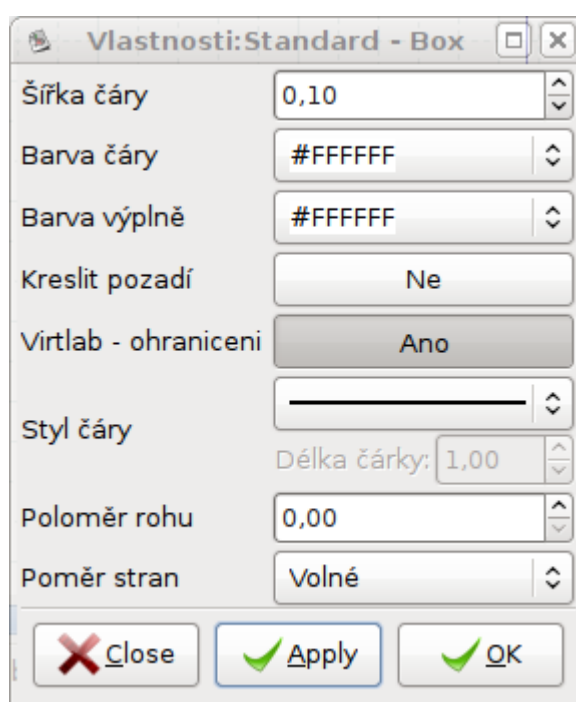 Vlastnosti:Standard - Box
Šířka čáry 0,10
Barva čáry #FFFFFF
Barva výplně #FFFFFF
Kreslit pozadí Ne
Virtlab - ohraniceni Ano
Styl čáry
Délka čárky: 1,00
Poloměr rohu 0,00
Poměr stran Volné
Close Apply OK